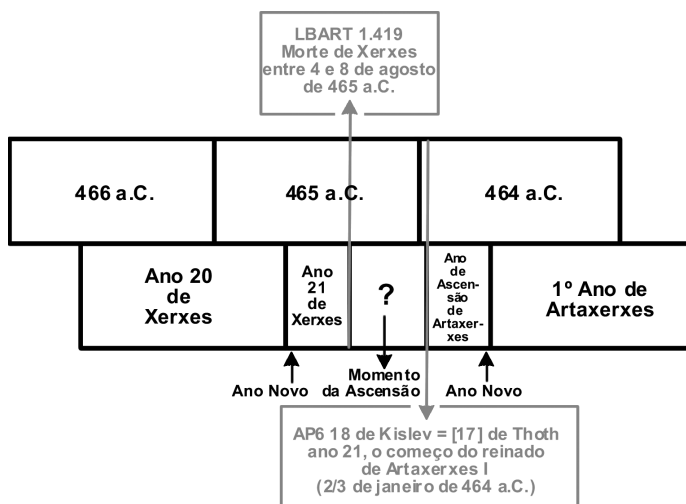 LBART 1.419
Morte de Xerxes
entre 4 e 8 de agosto
de 465 a.C.
466 a.C.
465 a.C.
464 a.C.
Ano 20
de
Xerxes
Ano
21
de
Xerxes
?
Ano
de
Ascen-
são
de
Artaxer-
xes
1º Ano de
Artaxerxes
Ano Novo
Momento
da Ascensão
Ano Novo
AP6 18 de Kislev = [17] de Thoth
ano 21, o começo do reinado
de Artaxerxes I
(2/3 de janeiro de 464 a.C.)